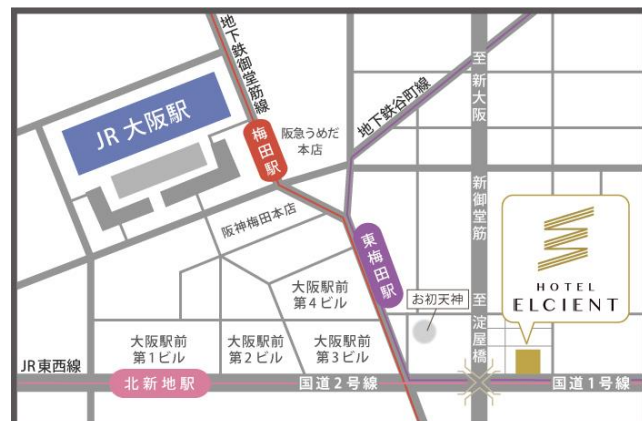 地下鉄御堂筋線
JR 大阪駅
梅田駅
阪急うめだ
本店
地下鉄谷町線
至
新大阪
新御堂筋
至
淀屋橋
阪神梅田本店
東梅田駅
お初天神
HOTEL
ELCIENT
大阪駅前
第4ビル
大阪駅前
第1ビル
大阪駅前
第2ビル
大阪駅前
第3ビル
JR東西線
北新地駅
国道2号線
国道1号線